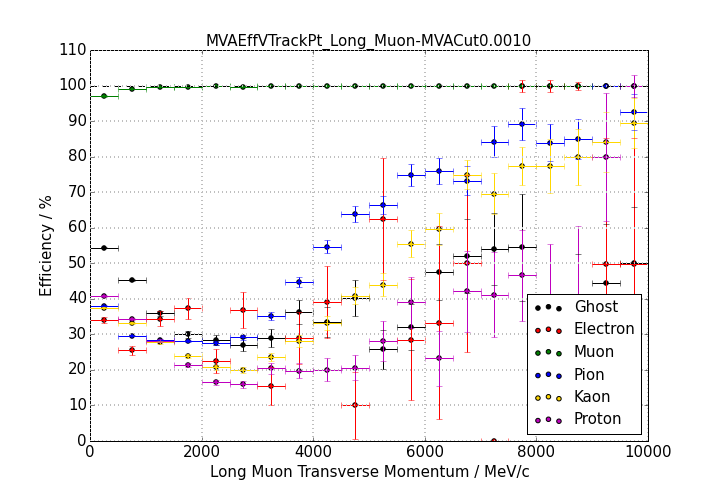 MVAEffVTrackPt_Long_Muon-MVACut0.0010
110
100
90
80
70
60
50
40
30
20
10
0
Efficiency / %
Ghost
Electron
Muon
Pion
Kaon
Proton
0 2000 4000 6000 8000 10000
Long Muon Transverse Momentum / MeV/c